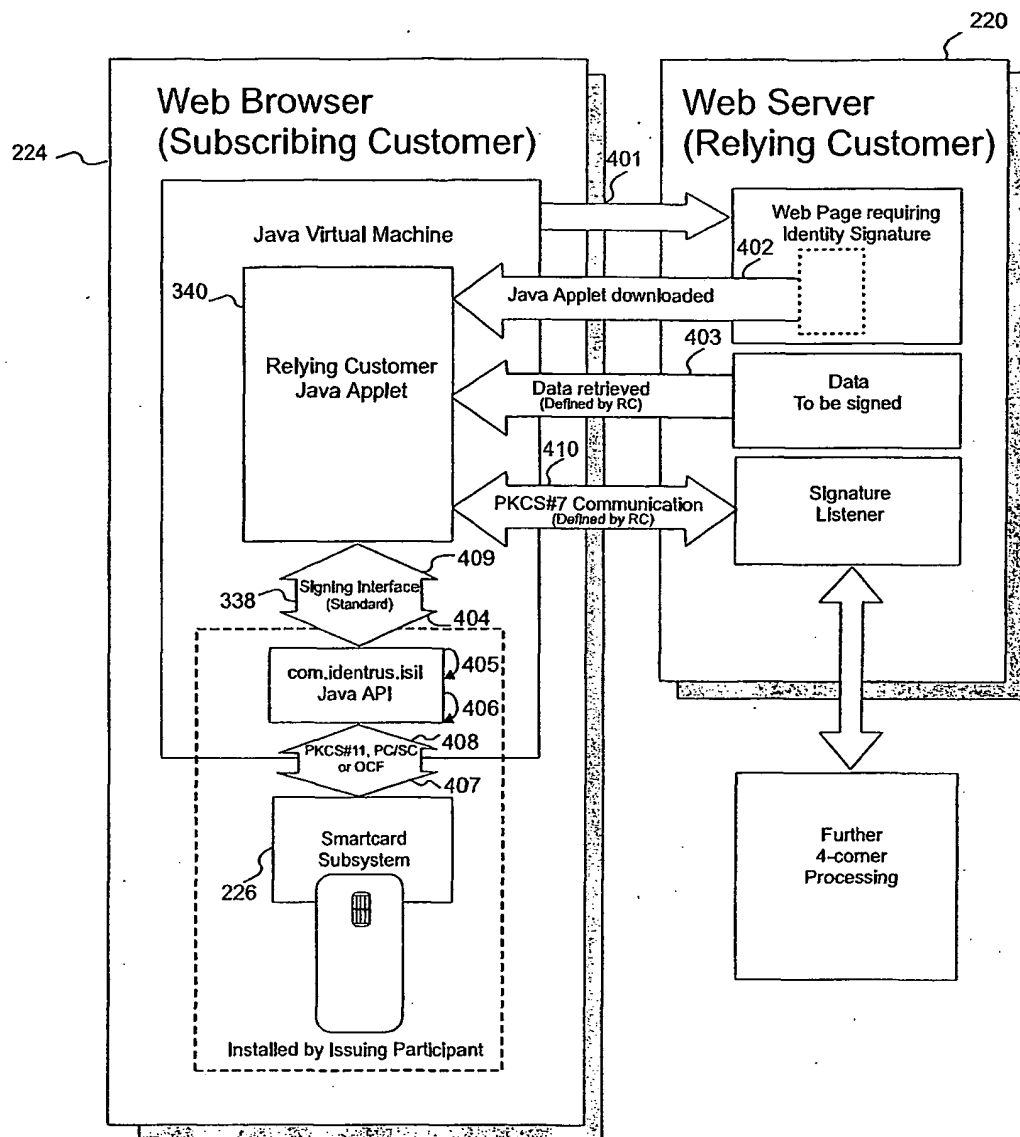 220
Web Browser
(Subscribing Customer)
Web Server
(Relying Customer)
224
401
Web Page requiring
Identity Signature
Java Virtual Machine
402
340
Java Applet downloaded
403
Relying Customer
Java Applet
Data retrieved
(Defined by RC)
Data
To be signed
410
PKCS#7 Communication
(Defined by RC)
Signature
Listener
409
338
Signing Interface
(Standard)
404
com.identrus.isil
Java API
405
406
408
PKCS#11, PC/SC
or OCF
407
Smartcard
Subsystem
226
Further
4-corner
Processing
Installed by Issuing Participant